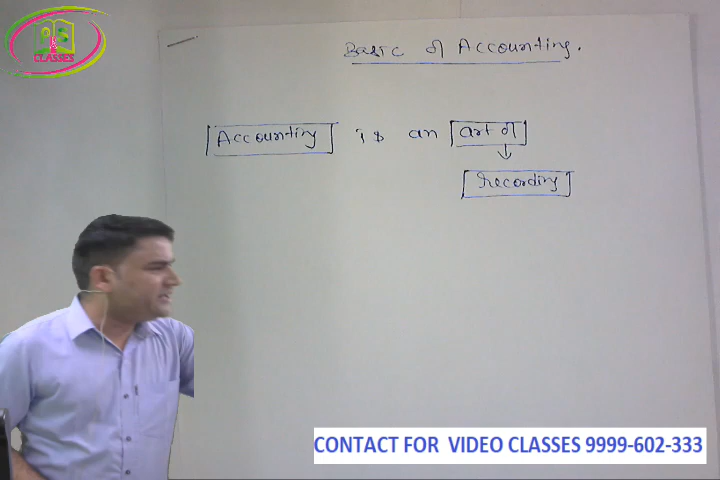 CLASSES
Basic of Accounting.
Accounting is an art of
recording
CONTACT FOR VIDEO CLASSES 9999-602-333